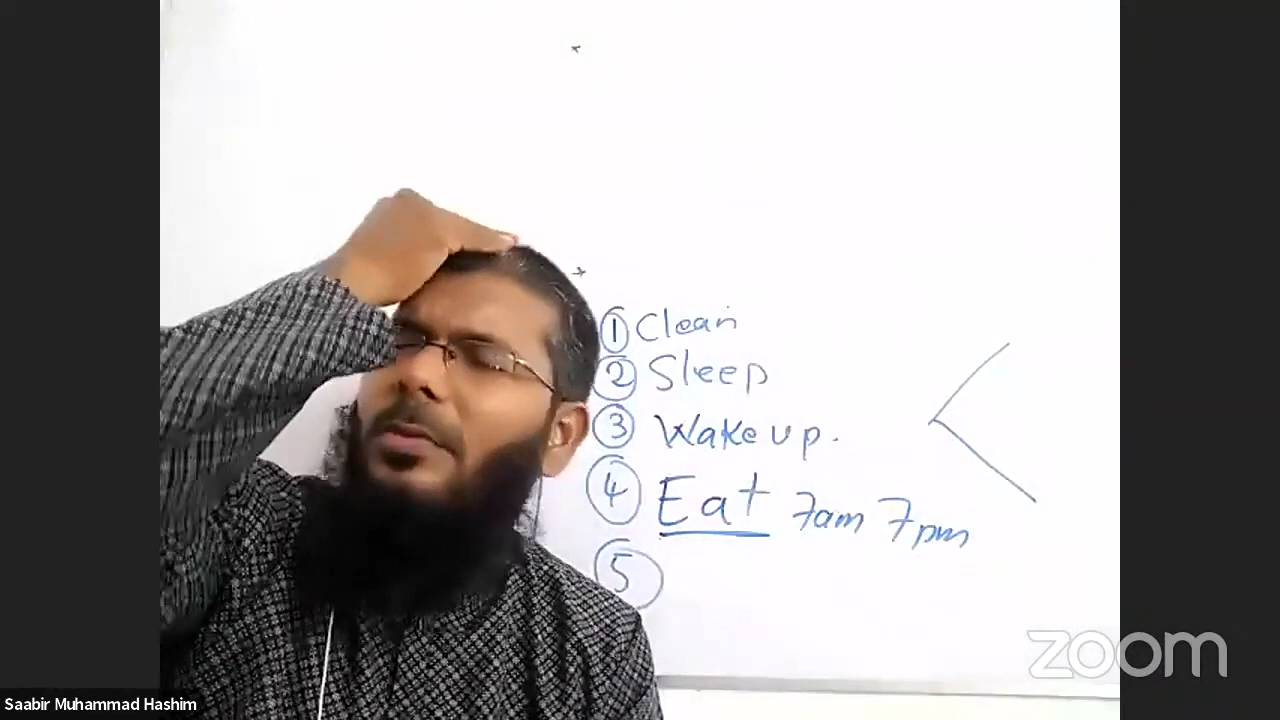 ① Clean
② Sleep
③ Wake up.
④ Eat 7am 7pm
⑤
zoom
Saabir Muhammad Hashim